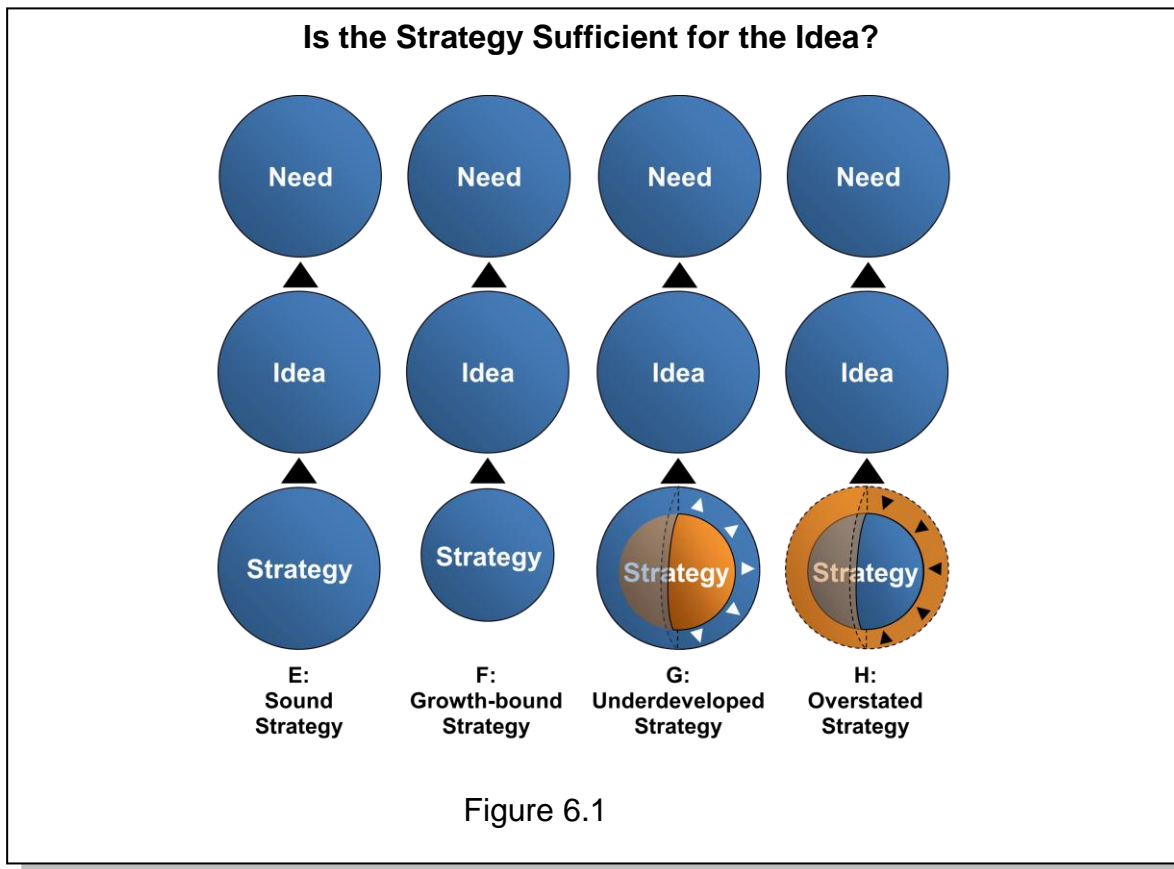 Is the Strategy Sufficient for the Idea?
Need
Need
Need
Need
Idea
Idea
Idea
Idea
Strategy
Strategy
Strategy
Strategy
E:
Sound
Strategy
F:
Growth-bound
Strategy
G:
Underdeveloped
Strategy
H:
Overstated
Strategy
Figure 6.1